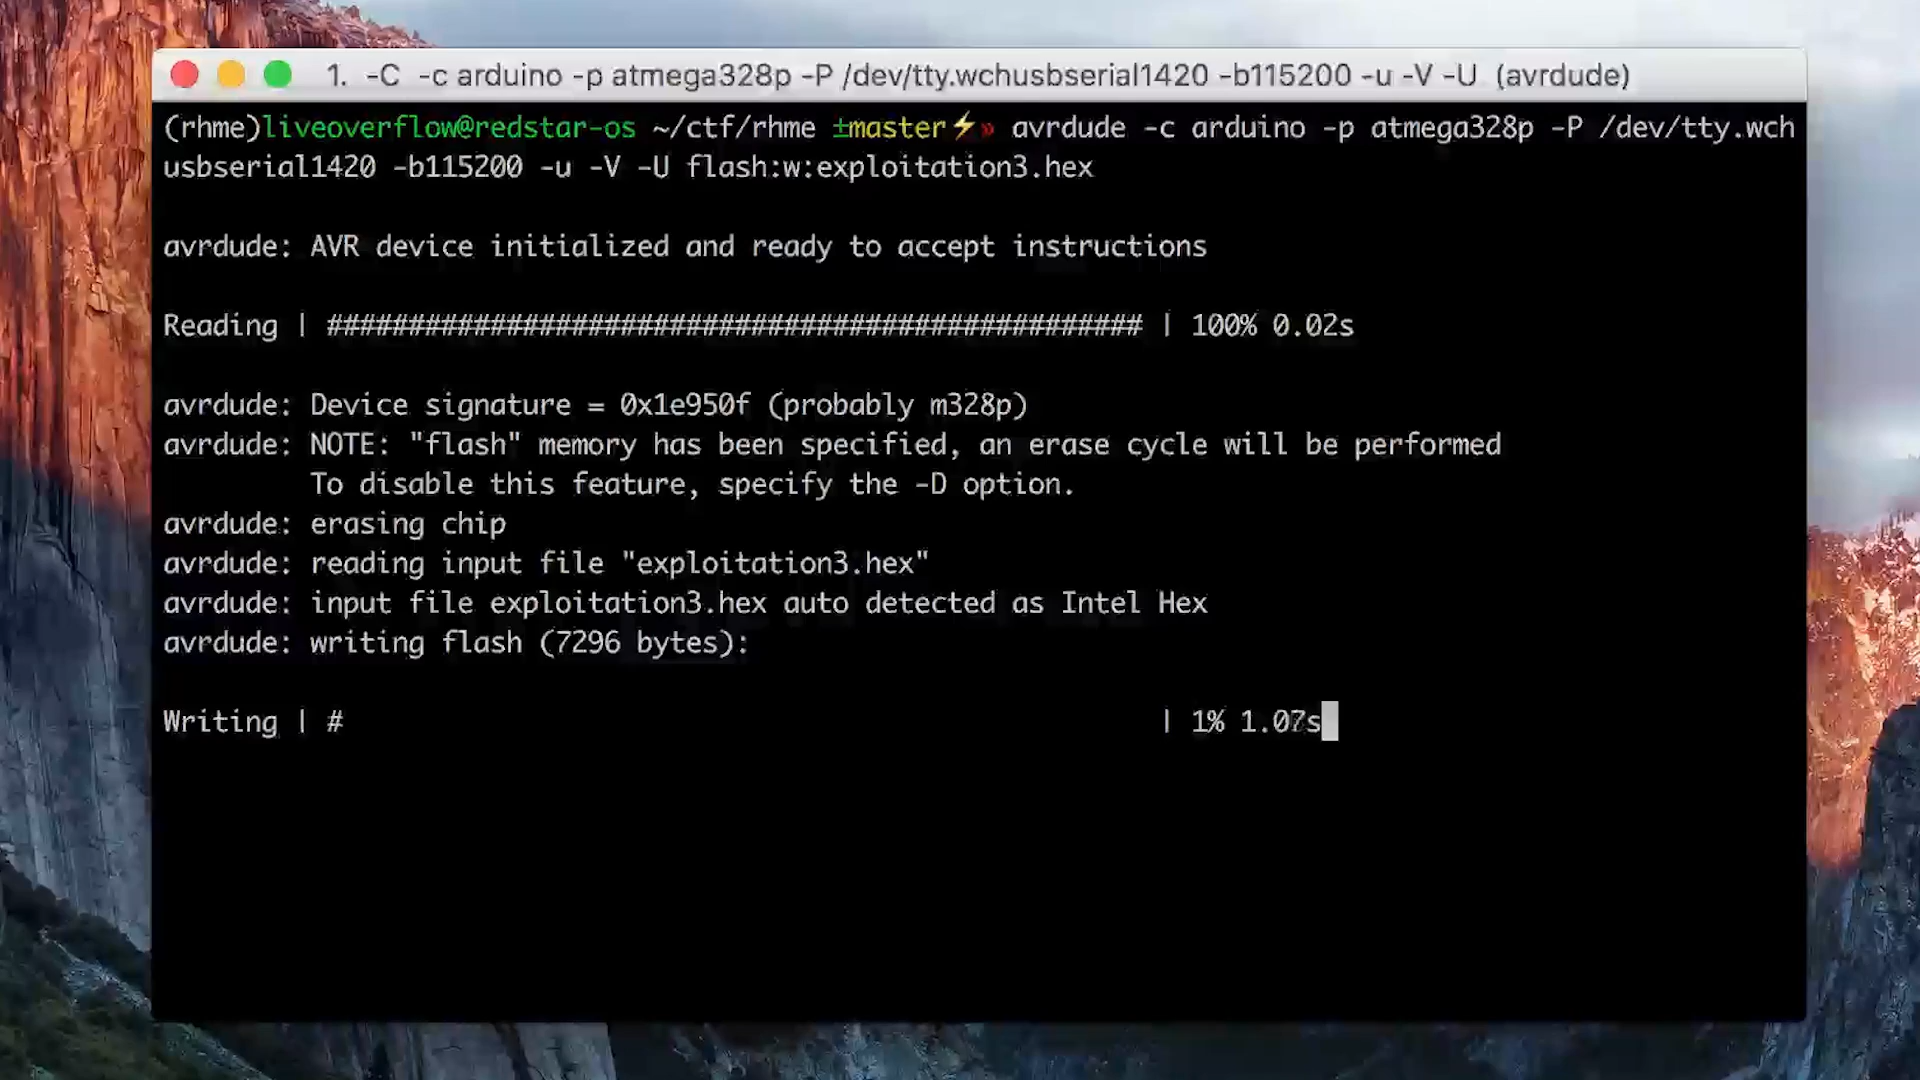 1. -C -c arduino -p atmega328p -P /dev/tty.wchusbserial1420 -b115200 -u -V -U (avrdude)
(rhme)liveoverflow@redstar-os ~/ctf/rhme ±master⚡» avrdude -c arduino -p atmega328p -P /dev/tty.wch
usbserial1420 -b115200 -u -V -U flash:w:exploitation3.hex
avrdude: AVR device initialized and ready to accept instructions
Reading | ################################################## | 100% 0.02s
avrdude: Device signature = 0x1e950f (probably m328p)
avrdude: NOTE: "flash" memory has been specified, an erase cycle will be performed
To disable this feature, specify the -D option.
avrdude: erasing chip
avrdude: reading input file "exploitation3.hex"
avrdude: input file exploitation3.hex auto detected as Intel Hex
avrdude: writing flash (7296 bytes):
Writing | # | 1% 1.07s